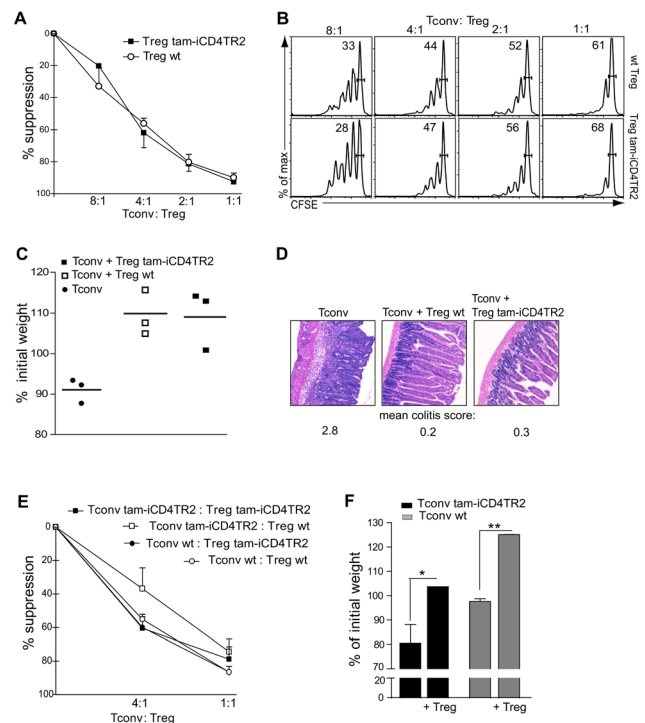 A
Treg tam-iCD4TR2
Treg wt
% suppression
0
20
40
60
80
100
8:1
4:1
2:1
1:1
Tconv: Treg
B
Tconv: Treg
8:1
4:1
2:1
1:1
33
44
52
61
wt Treg
28
47
56
68
Treg tam-iCD4TR2
% of max
CFSE
C
Tconv + Treg tam-iCD4TR2
Tconv + Treg wt
Tconv
% initial weight
120
110
100
90
80
D
Tconv
Tconv + Treg wt
Tconv +
Treg tam-iCD4TR2
mean colitis score:
2.8
0.2
0.3
E
Tconv tam-iCD4TR2 : Treg tam-iCD4TR2
Tconv tam-iCD4TR2 : Treg wt
Tconv wt : Treg tam-iCD4TR2
Tconv wt : Treg wt
% suppression
0
20
40
60
80
100
4:1
1:1
Tconv: Treg
F
Tconv tam-iCD4TR2
Tconv wt
% of initial weight
130
120
110
100
90
80
70
20
0
*
**
+ Treg
+ Treg